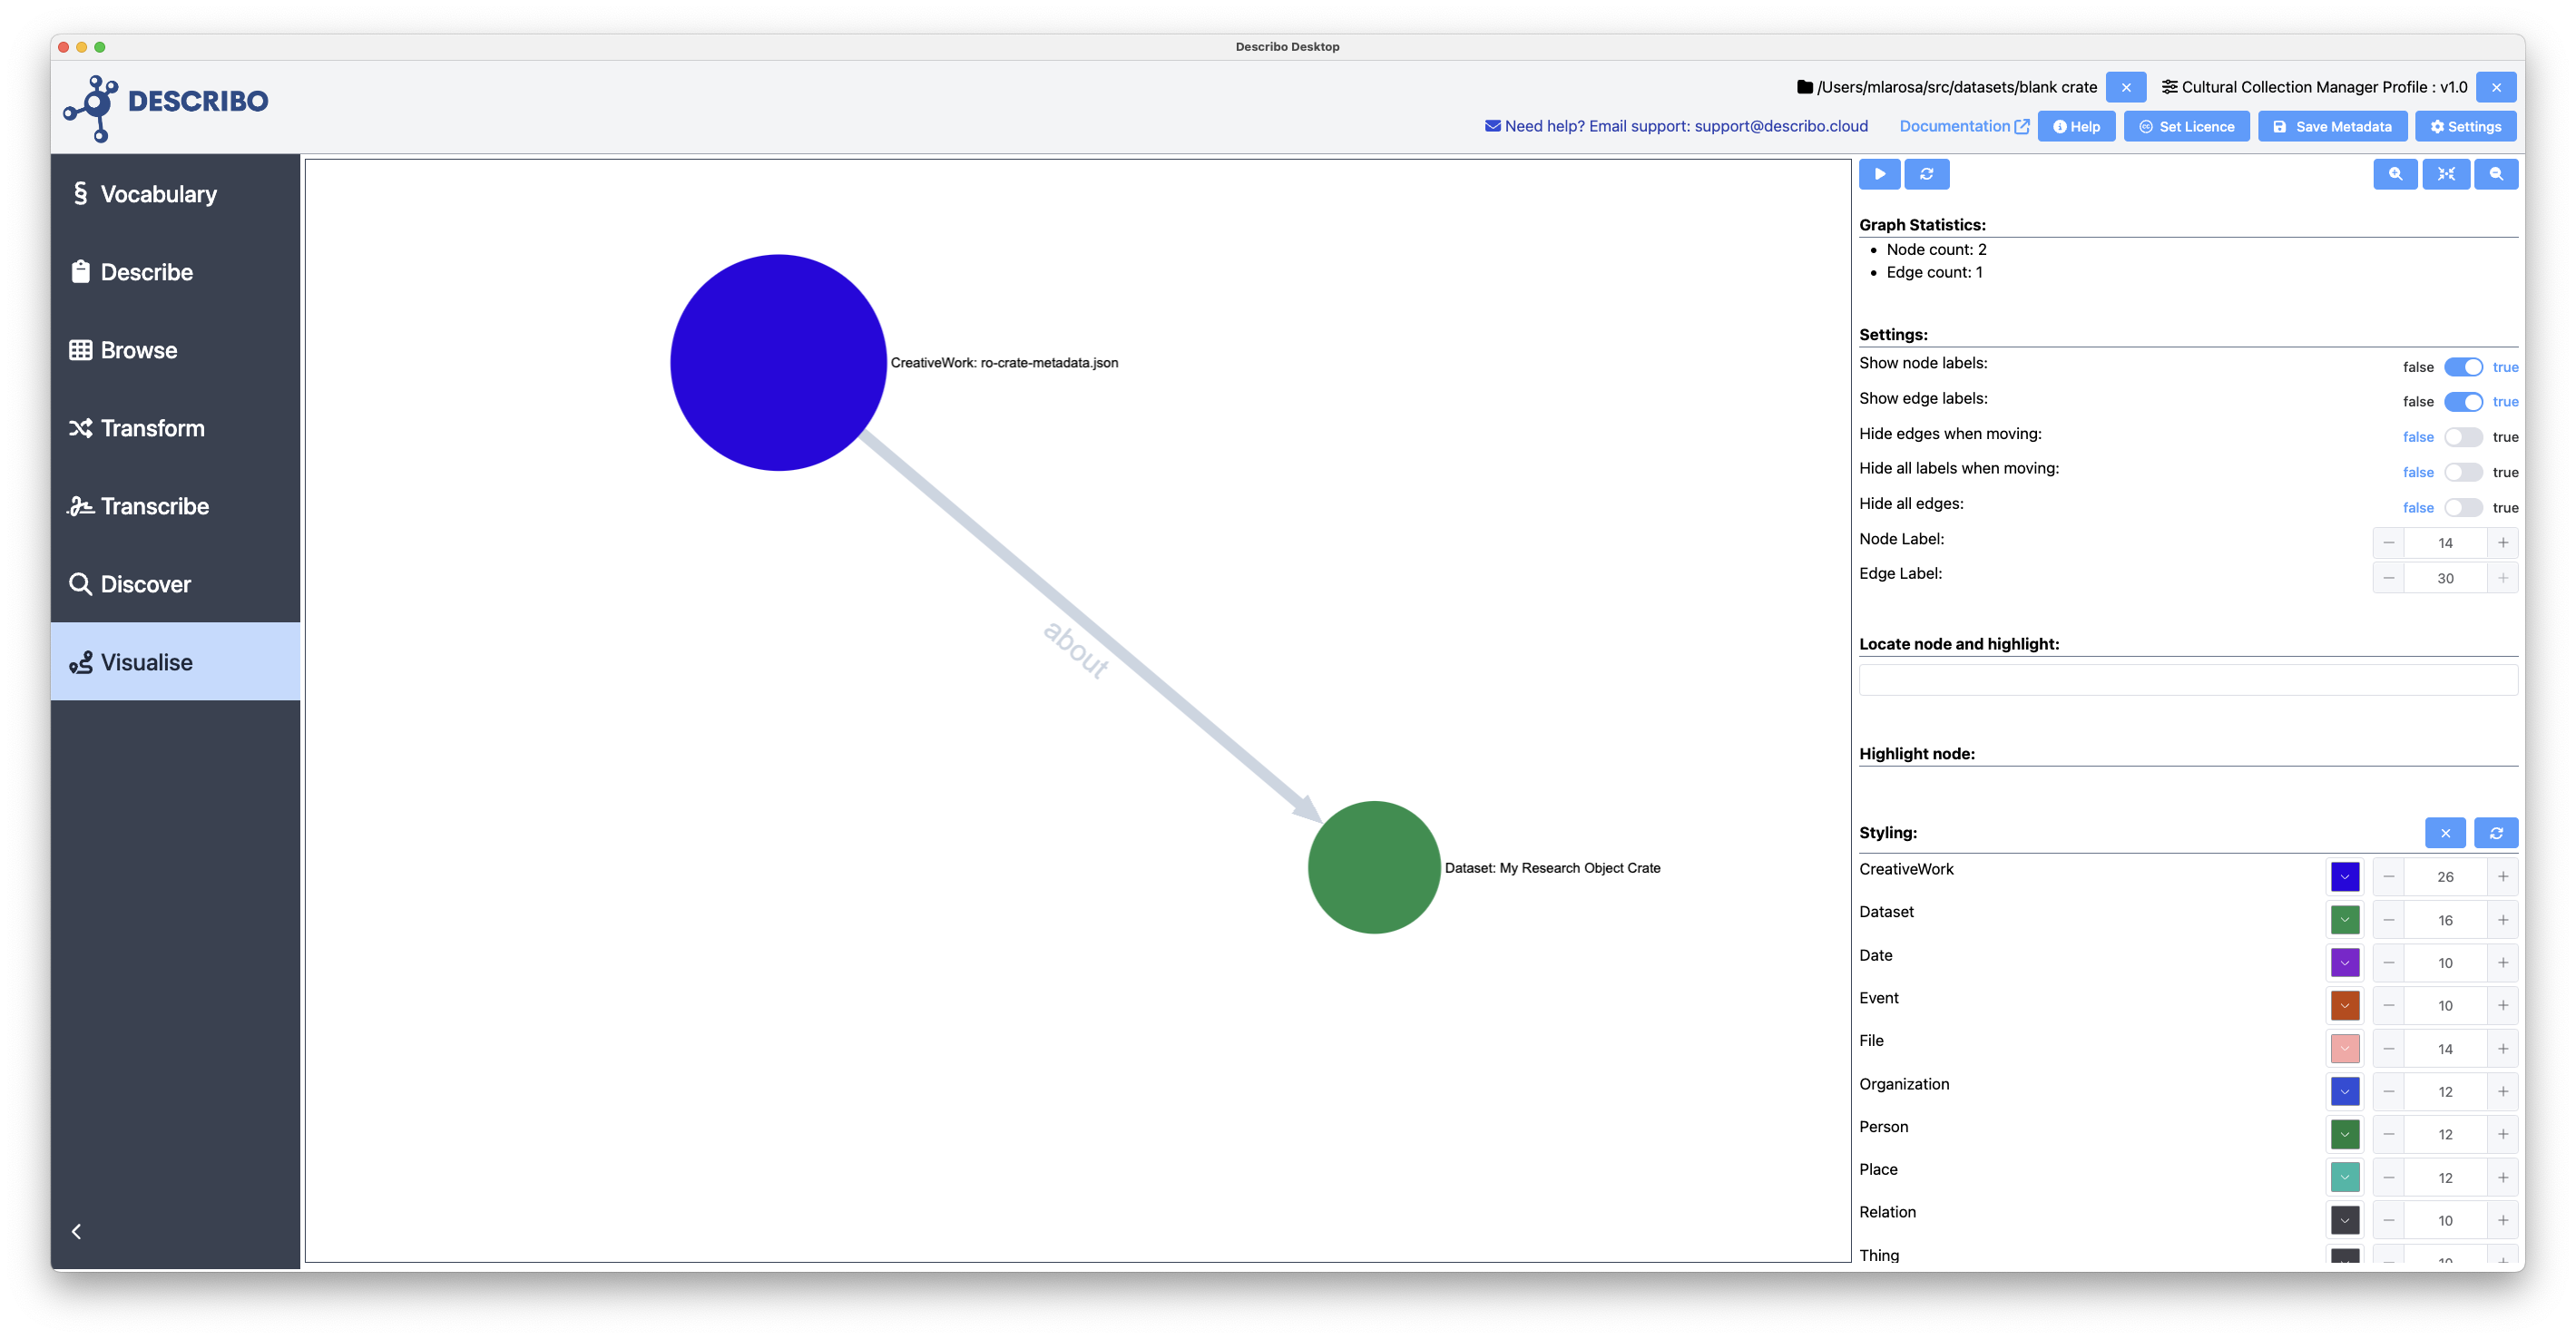 Describo Desktop
DESCRIBO
/Users/mlarosa/src/datasets/blank crate
Cultural Collection Manager Profile : v1.0
Need help? Email support: support@describo.cloud
Documentation
Help
Set Licence
Save Metadata
Settings
§ Vocabulary
Describe
Browse
Transform
Transcribe
Discover
Visualise
CreativeWork: ro-crate-metadata.json
about
Dataset: My Research Object Crate
Graph Statistics:
• Node count: 2
• Edge count: 1
Settings:
Show node labels: false true
Show edge labels: false true
Hide edges when moving: false true
Hide all labels when moving: false true
Hide all edges: false true
Node Label: 14
Edge Label: 30
Locate node and highlight:
Highlight node:
Styling:
CreativeWork 26
Dataset 16
Date 10
Event 10
File 14
Organization 12
Person 12
Place 12
Relation 10
Thing